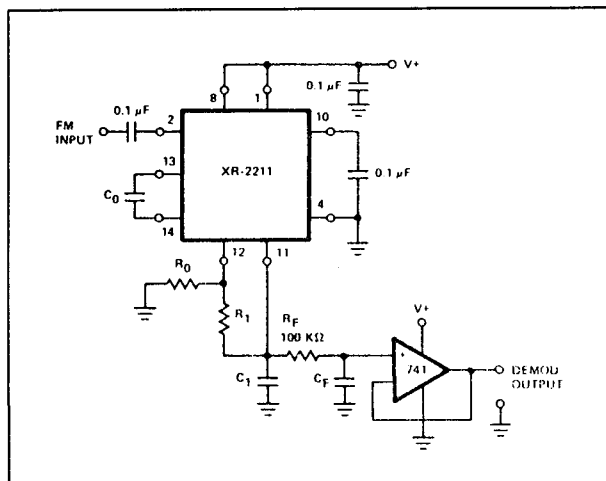 V+
0.1 µF
8
1
0.1 µF
2
10
FM
INPUT
13
XR-2211
0.1 µF
C0
4
14
12
11
R0
R1
RF
100 KΩ
V+
+
741
DEMOD
OUTPUT
C1
CF